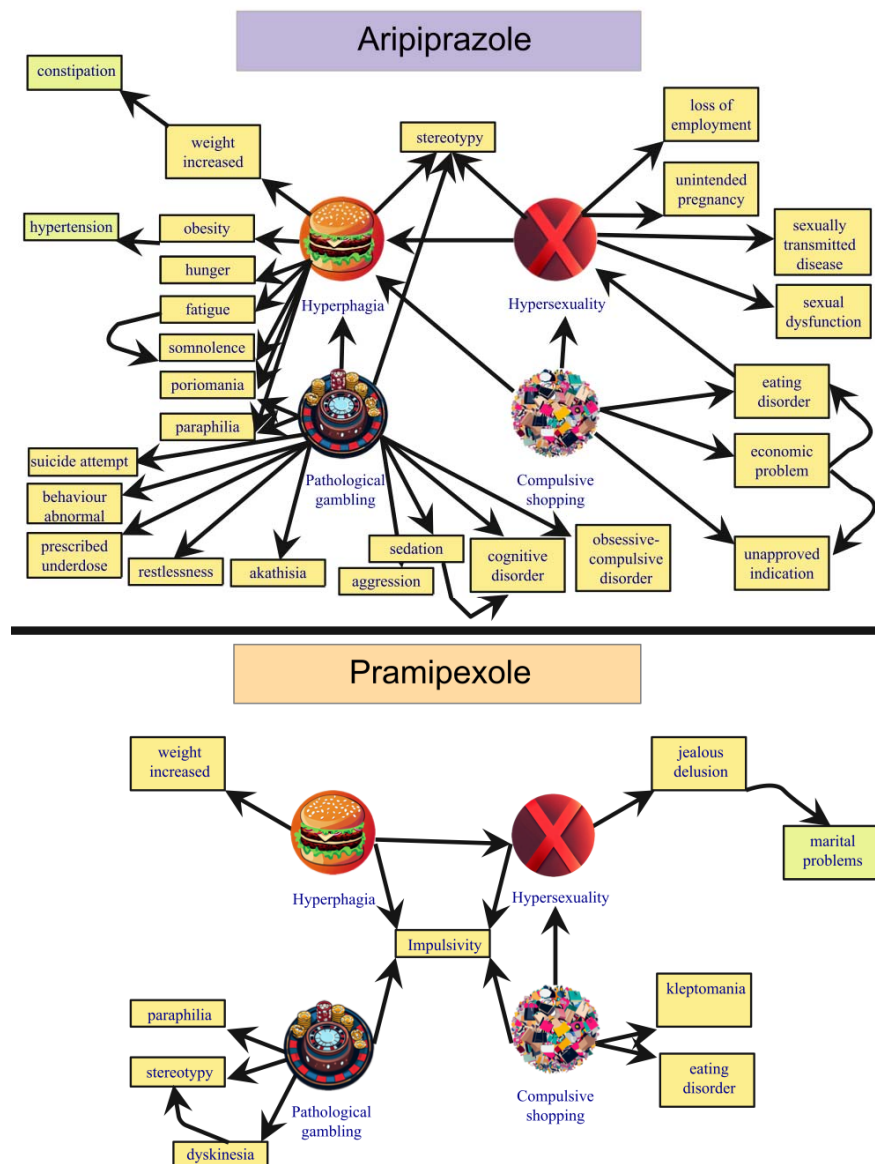 Aripiprazole
constipation
weight
increased
stereotypy
loss of
employment
unintended
pregnancy
hypertension
obesity
sexually
transmitted
disease
hunger
Hyperphagia
Hypersexuality
fatigue
sexual
dysfunction
somnolence
poriomania
eating
disorder
paraphilia
suicide attempt
Pathological
gambling
Compulsive
shopping
economic
problem
behaviour
abnormal
prescribed
underdose
restlessness
akathisia
sedation
aggression
cognitive
disorder
obsessive-
compulsive
disorder
unapproved
indication
Pramipexole
weight
increased
jealous
delusion
marital
problems
Hyperphagia
Hypersexuality
Impulsivity
kleptomania
paraphilia
stereotypy
eating
disorder
Pathological
gambling
Compulsive
shopping
dyskinesia